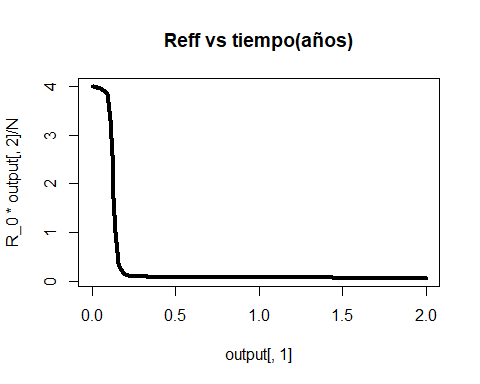 Reff vs tiempo(años)
R_0 * output[, 2]/N
4
3
2
1
0
0.0 0.5 1.0 1.5 2.0
output[, 1]